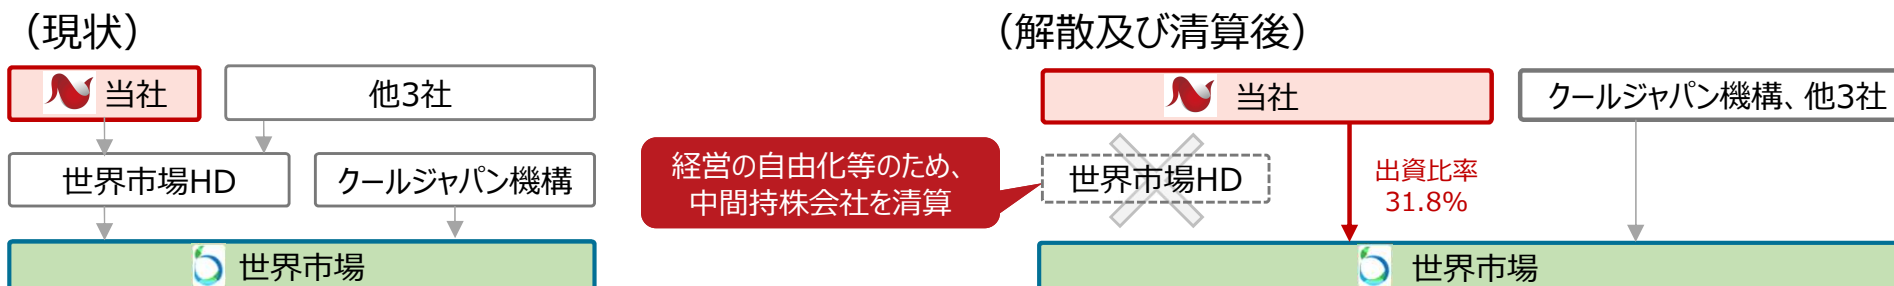 （現状）
当社
他3社
世界市場HD
クールジャパン機構
世界市場
（解散及び清算後）
当社
クールジャパン機構、他3社
経営の自由化等のため、
中間持株会社を清算
世界市場HD
出資比率
31.8%
世界市場